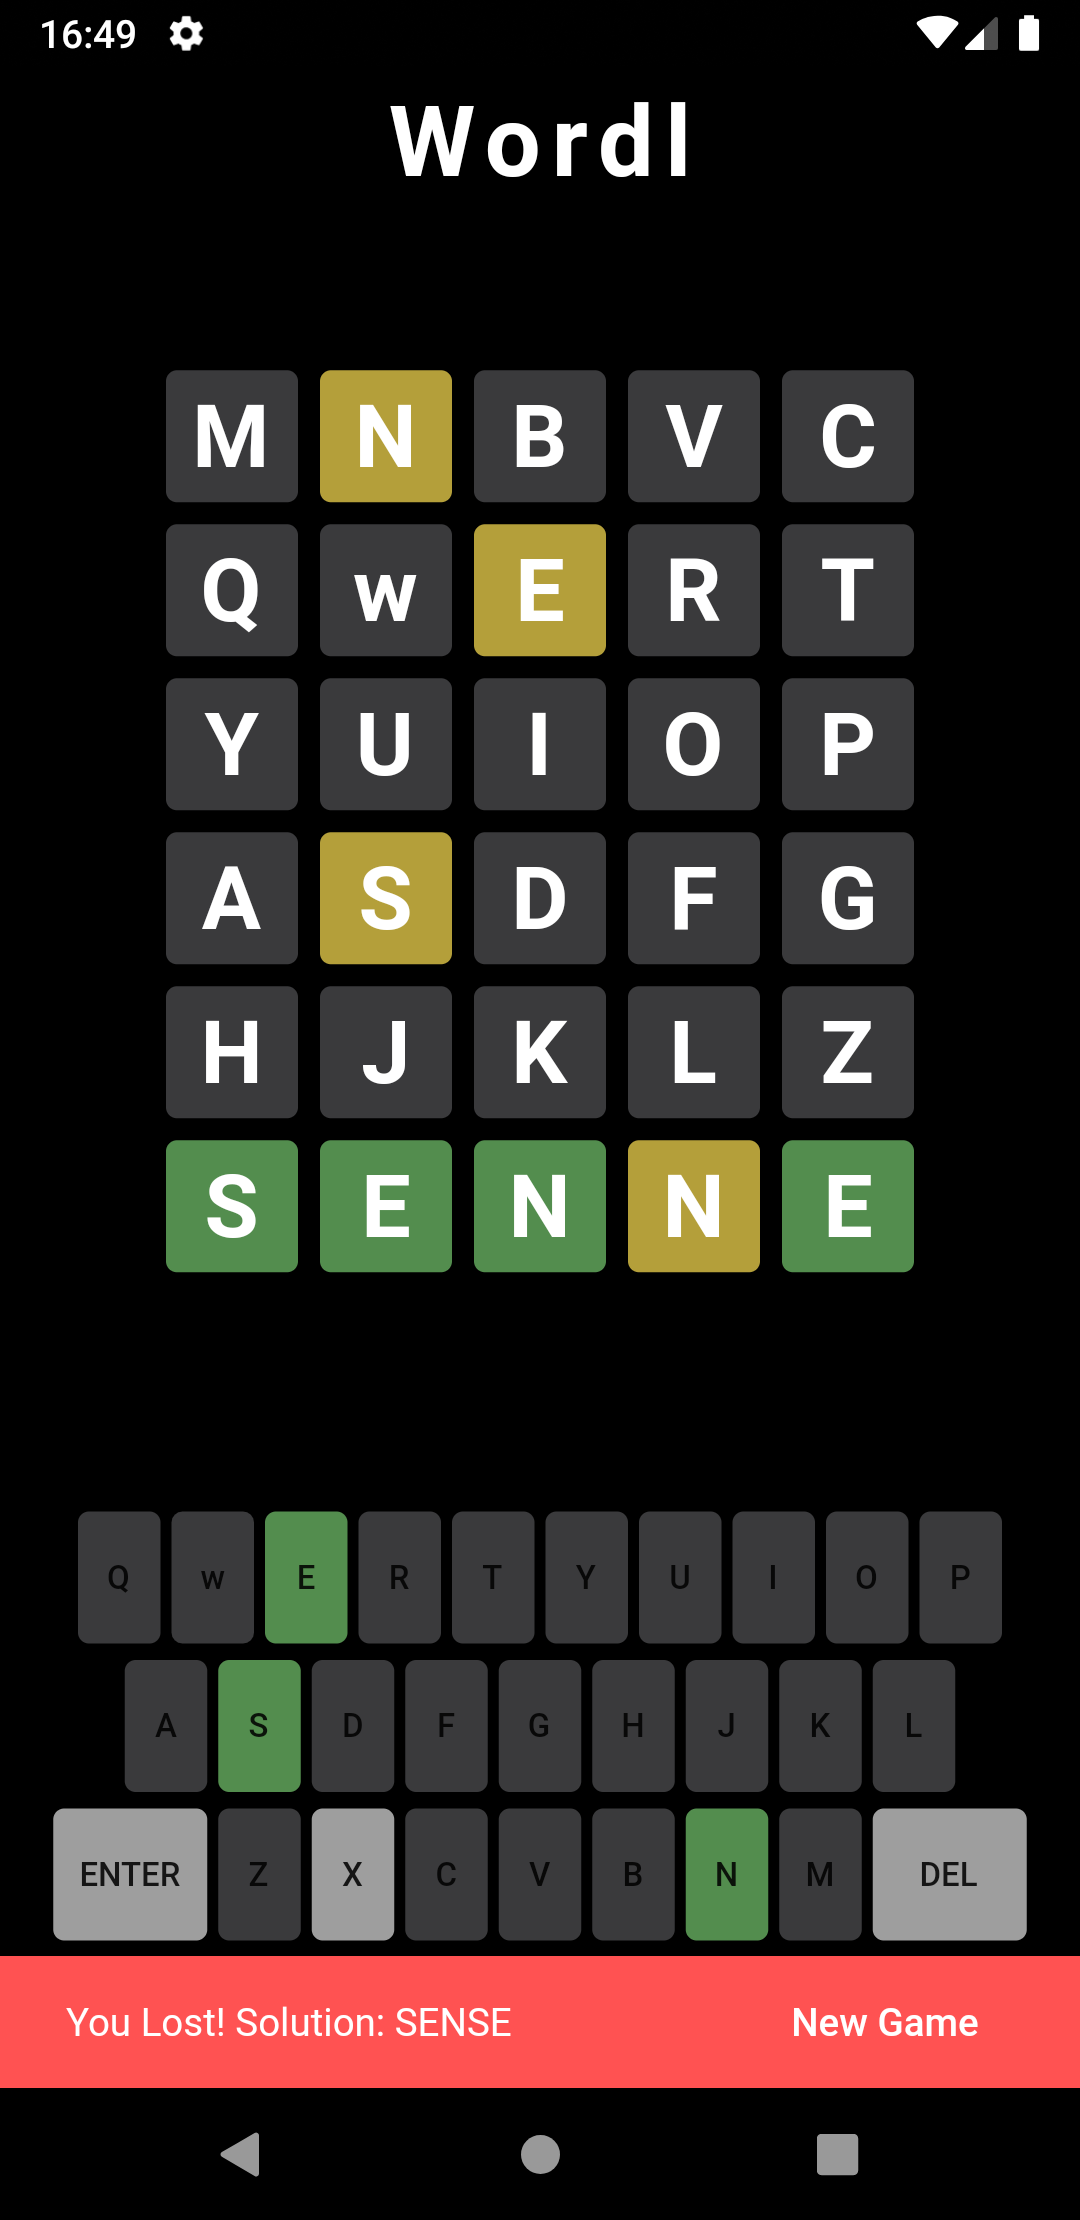 16:49
Wordl
M N B V C
Q w E R T
Y U I O P
A S D F G
H J K L Z
S E N N E
Q w E R T Y U I O P
A S D F G H J K L
ENTER Z X C V B N M DEL
You Lost! Solution: SENSE New Game